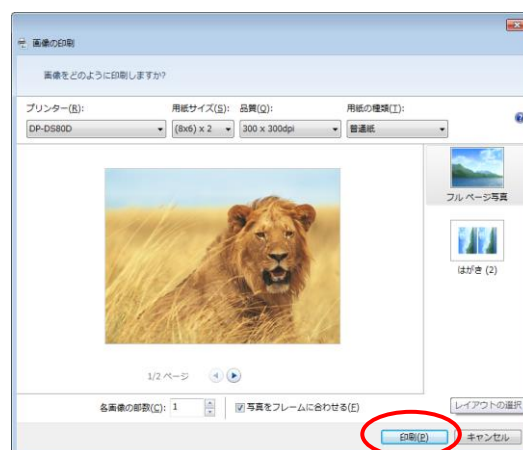 画像の印刷
画像をどのように印刷しますか?
プリンター(R): 用紙サイズ(S): 品質(Q): 用紙の種類(T):
DP-DS80D (8x6) x 2 300 x 300dpi 普通紙
フル ページ写真
はがき (2)
1/2 ページ
各画像の部数(C): 1 写真をフレームに合わせる(F) レイアウトの選択
印刷(P) キャンセル